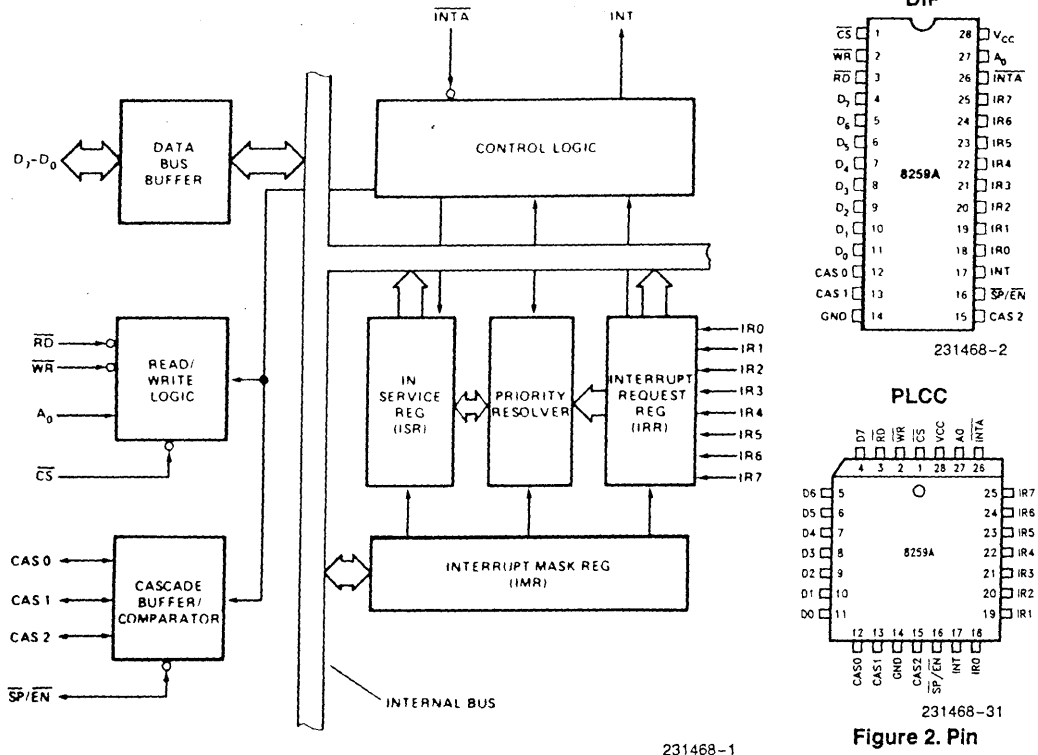 INTA
INT
DATA
BUS
BUFFER
D7-D0
CONTROL LOGIC
RD
WR
A0
CS
READ/
WRITE
LOGIC
IN
SERVICE
REG
(ISR)
PRIORITY
RESOLVER
INTERRUPT
REQUEST
REG
(IRR)
IR0
IR1
IR2
IR3
IR4
IR5
IR6
IR7
CAS 0
CAS 1
CAS 2
SP/EN
CASCADE
BUFFER/
COMPARATOR
INTERRUPT MASK REG
(IMR)
INTERNAL BUS
231468-1
DIP
CS 1 28 VCC
WR 2 27 A0
RD 3 26 INTA
D7 4 25 IR7
D6 5 24 IR6
D5 6 23 IR5
D4 7 22 IR4
8259A
D3 8 21 IR3
D2 9 20 IR2
D1 10 19 IR1
D0 11 18 IR0
CAS 0 12 17 INT
CAS 1 13 16 SP/EN
GND 14 15 CAS 2
231468-2
PLCC
D7 RD WR CS VCC A0 INTA
4 3 2 1 28 27 26
D6 5 25 IR7
D5 6 24 IR6
D4 7 23 IR5
D3 8 8259A 22 IR4
D2 9 21 IR3
D1 10 20 IR2
D0 11 19 IR1
12 13 14 15 16 17 18
CAS0 CAS1 GND CAS2 SP/EN INT IR0
231468-31
Figure 2. Pin